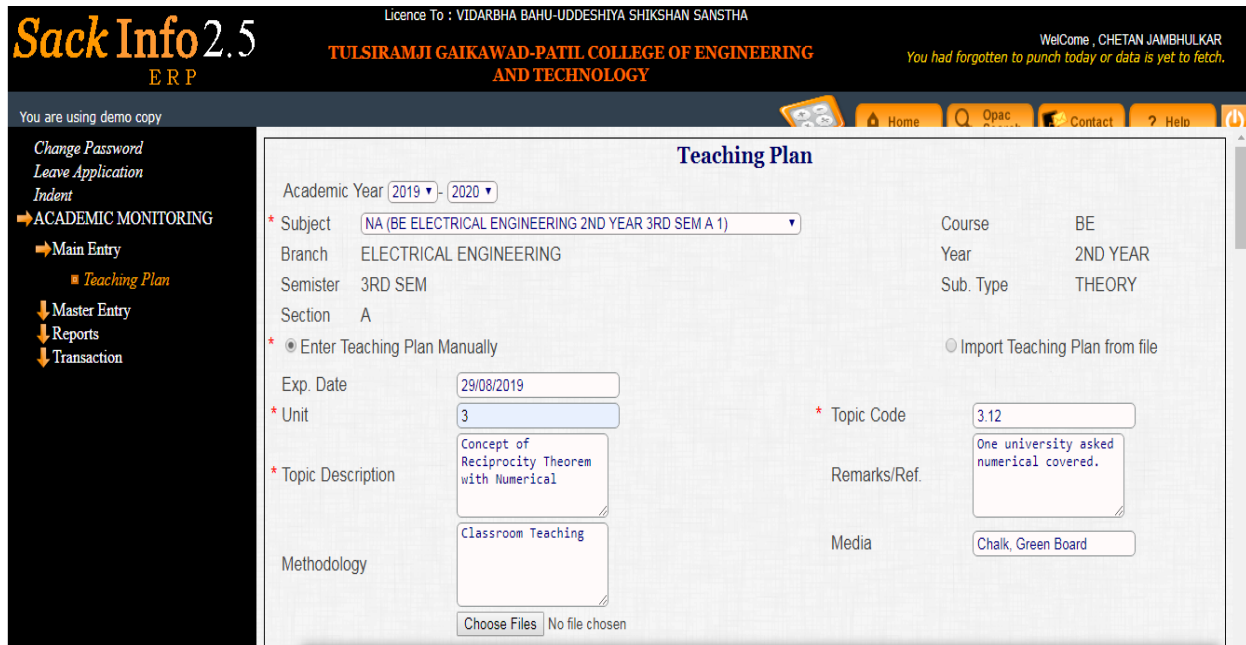 Sack Info 2.5
ERP
Licence To : VIDARBHA BAHU-UDDESHIYA SHIKSHAN SANSTHA
TULSIRAMJI GAIKAWAD-PATIL COLLEGE OF ENGINEERING
AND TECHNOLOGY
WelCome , CHETAN JAMBHULKAR
You had forgotten to punch today or data is yet to fetch.
You are using demo copy
Home
Opac
Contact
? Help
Change Password
Leave Application
Indent
ACADEMIC MONITORING
Main Entry
Teaching Plan
Master Entry
Reports
Transaction
Teaching Plan
Academic Year 2019 - 2020
* Subject NA (BE ELECTRICAL ENGINEERING 2ND YEAR 3RD SEM A 1) Course BE
Branch ELECTRICAL ENGINEERING Year 2ND YEAR
Semister 3RD SEM Sub. Type THEORY
Section A
* Enter Teaching Plan Manually Import Teaching Plan from file
Exp. Date 29/08/2019
* Unit 3 * Topic Code 3.12
* Topic Description
Concept of
Reciprocity Theorem
with Numerical
Remarks/Ref.
One university asked
numerical covered.
Methodology
Classroom Teaching
Media Chalk, Green Board
Choose Files No file chosen